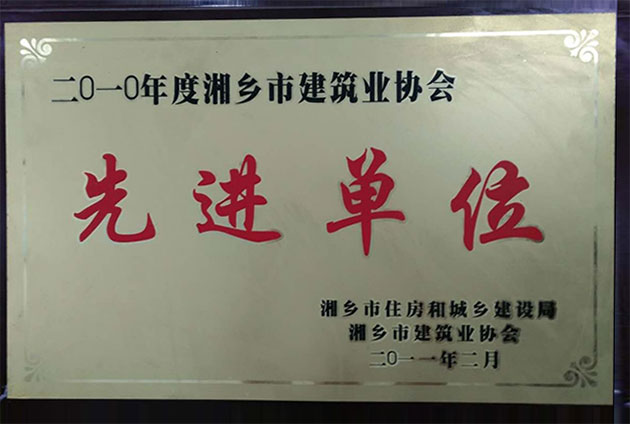 二〇一〇年度湘乡市建筑业协会
先进单位
湘乡市住房和城乡建设局
湘乡市建筑业协会
二〇一一年二月